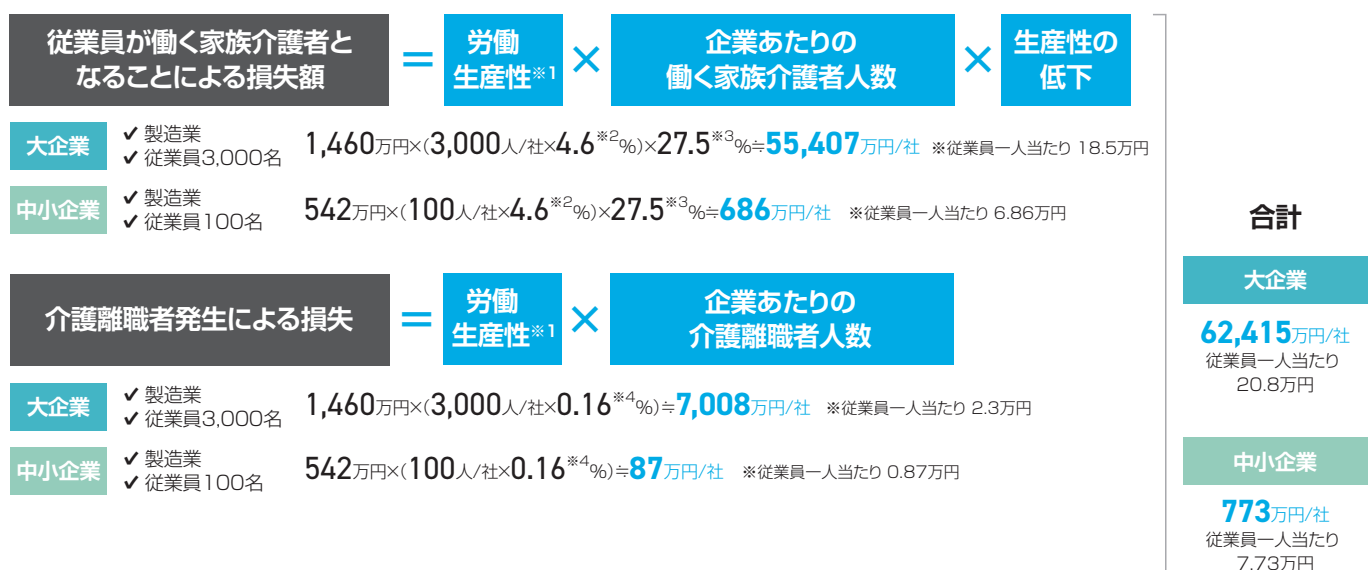 従業員が働く家族介護者と
なることによる損失額
＝
労働
生産性※1
×
企業あたりの
働く家族介護者人数
×
生産性の
低下
大企業
✔ 製造業
✔ 従業員3,000名
1,460万円×(3,000人/社×4.6※2%)×27.5※3%≒55,407万円/社 ※従業員一人当たり 18.5万円
中小企業
✔ 製造業
✔ 従業員100名
542万円×(100人/社×4.6※2%)×27.5※3%≒686万円/社 ※従業員一人当たり 6.86万円
介護離職者発生による損失
＝
労働
生産性※1
×
企業あたりの
介護離職者人数
大企業
✔ 製造業
✔ 従業員3,000名
1,460万円×(3,000人/社×0.16※4%)≒7,008万円/社 ※従業員一人当たり 2.3万円
中小企業
✔ 製造業
✔ 従業員100名
542万円×(100人/社×0.16※4%)≒87万円/社 ※従業員一人当たり 0.87万円
合計
大企業
62,415万円/社
従業員一人当たり
20.8万円
中小企業
773万円/社
従業員一人当たり
7.73万円